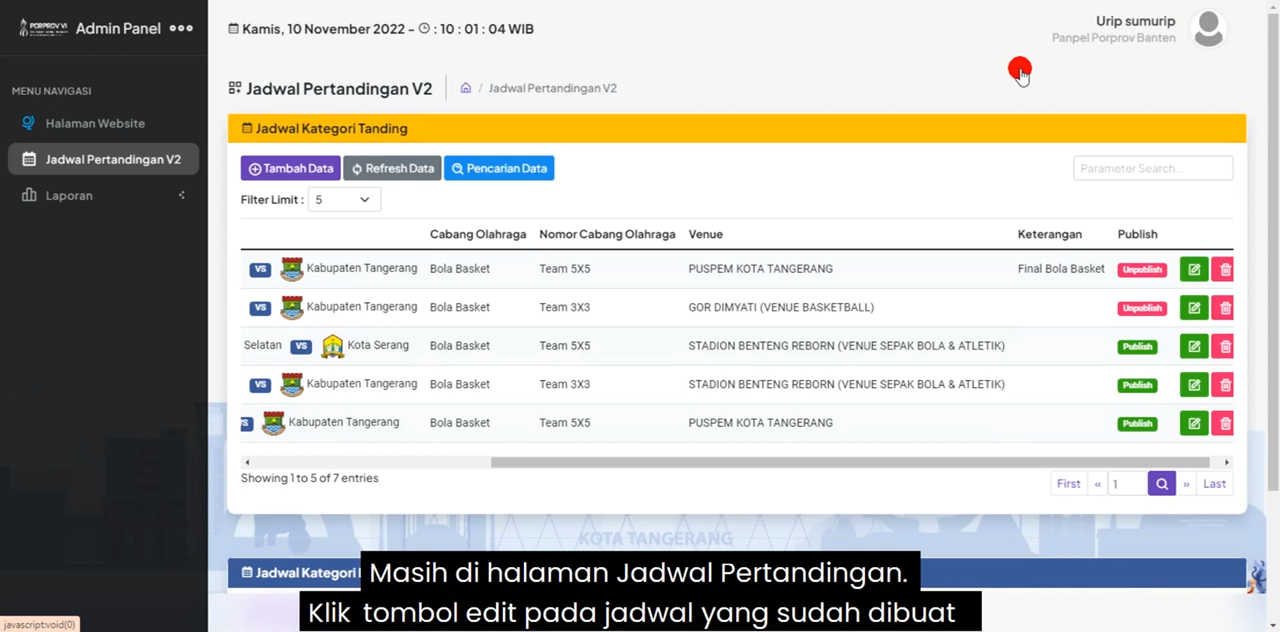 PORPROV VI Admin Panel
Kamis, 10 November 2022 - : 10 : 01 : 04 WIB
Urip sumurip
Panpel Porprov Banten
MENU NAVIGASI
Halaman Website
Jadwal Pertandingan V2
Laporan
Jadwal Pertandingan V2 / Jadwal Pertandingan V2
Jadwal Kategori Tanding
Tambah Data Refresh Data Pencarian Data Parameter Search...
Filter Limit : 5
Cabang Olahraga Nomor Cabang Olahraga Venue Keterangan Publish
VS Kabupaten Tangerang Bola Basket Team 5X5 PUSPEM KOTA TANGERANG Final Bola Basket Unpublish
VS Kabupaten Tangerang Bola Basket Team 3X3 GOR DIMYATI (VENUE BASKETBALL) Unpublish
Selatan VS Kota Serang Bola Basket Team 5X5 STADION BENTENG REBORN (VENUE SEPAK BOLA & ATLETIK) Publish
VS Kabupaten Tangerang Bola Basket Team 3X3 STADION BENTENG REBORN (VENUE SEPAK BOLA & ATLETIK) Publish
VS Kabupaten Tangerang Bola Basket Team 5X5 PUSPEM KOTA TANGERANG Publish
Showing 1 to 5 of 7 entries
First « 1 » Last
KOTA TANGERANG
Jadwal Kategori
Masih di halaman Jadwal Pertandingan.
Klik tombol edit pada jadwal yang sudah dibuat
javascript:void(0)